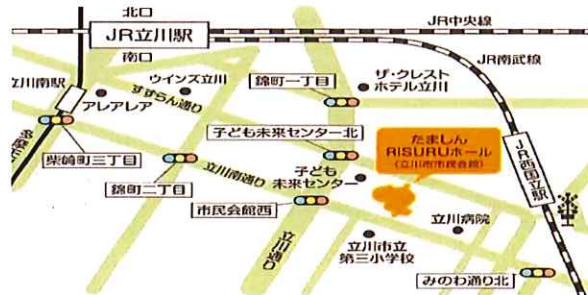 北口
JR中央線
JR立川駅
南口
JR南武線
立川南駅
ウインズ立川
錦町一丁目
ザ・クレスト
ホテル立川
アレアレア
すずらん通り
子ども未来センター北
たましん
RISURUホール
(立川市市民会館)
多摩モ
柴崎町三丁目
立川南通り
子ども
未来センター
JR西国立駅
錦町二丁目
市民会館西
立川病院
立川通り
立川市立
第三小学校
みのわ通り北